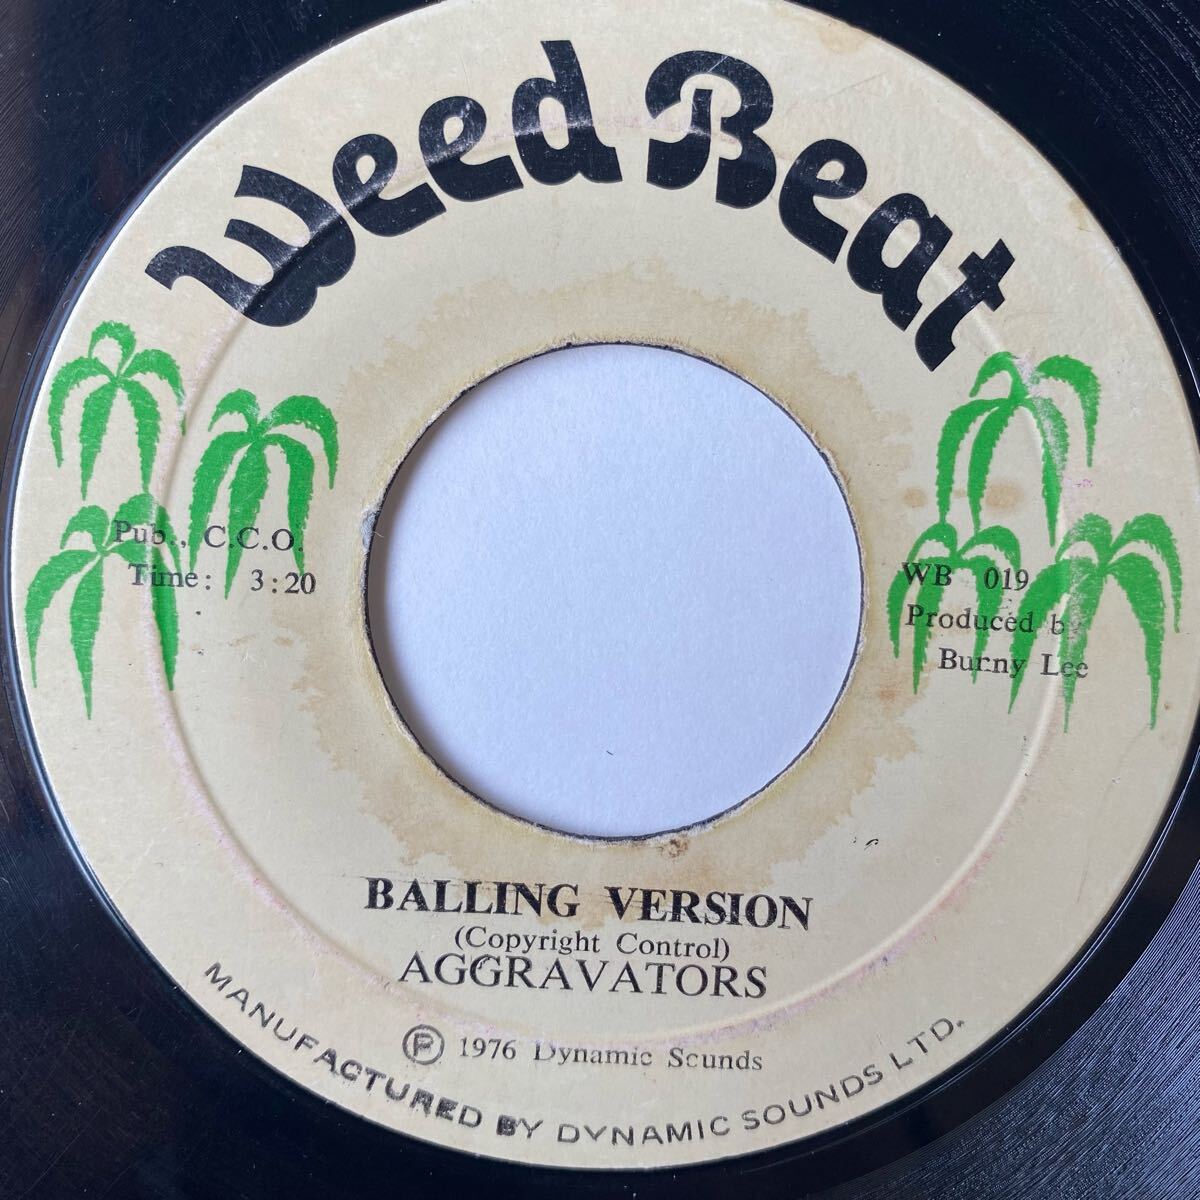 Weed Beat
Pub., C.C.O.
Time: 3:20
WB 019
Produced by
Burny Lee
BALLING VERSION
(Copyright Control)
AGGRAVATORS
Ⓟ 1976 Dynamic Sounds
MANUFACTURED BY DYNAMIC SOUNDS LTD.